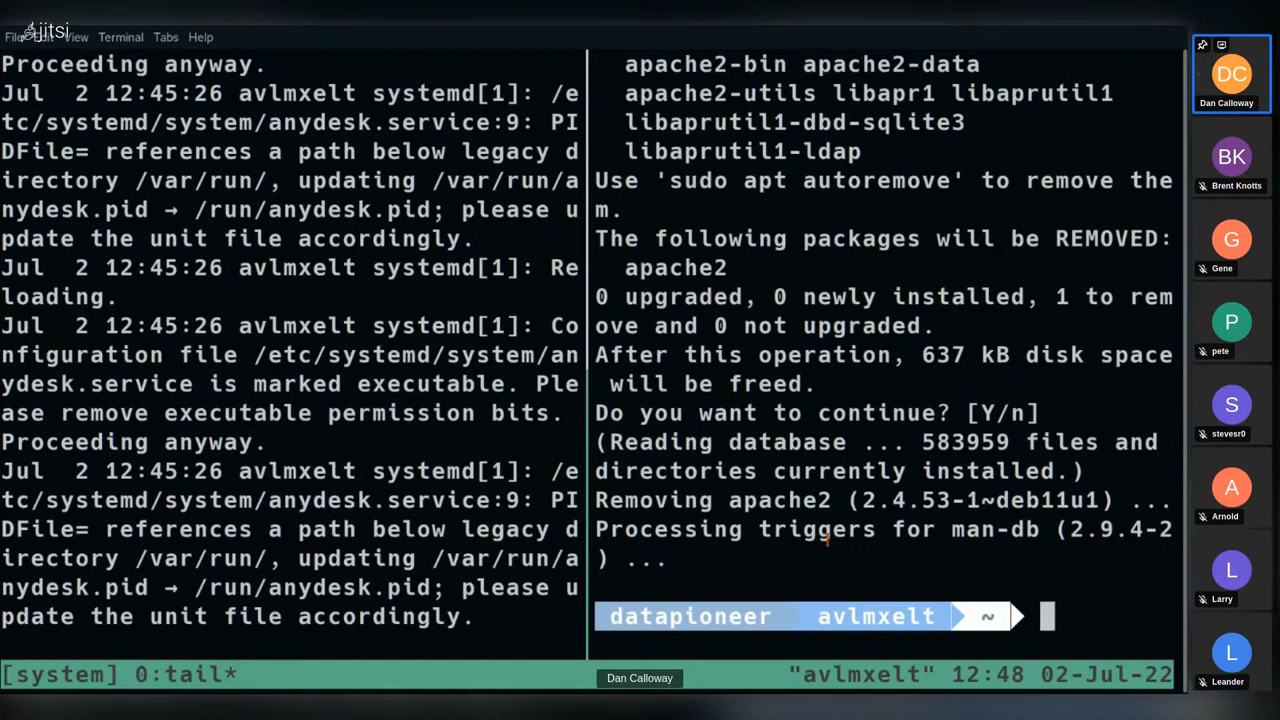 jitsi
File Edit View Terminal Tabs Help
Proceeding anyway.
Jul  2 12:45:26 avlmxelt systemd[1]: /e
tc/systemd/system/anydesk.service:9: PI
DFile= references a path below legacy d
irectory /var/run/, updating /var/run/a
nydesk.pid → /run/anydesk.pid; please u
pdate the unit file accordingly.
Jul  2 12:45:26 avlmxelt systemd[1]: Re
loading.
Jul  2 12:45:26 avlmxelt systemd[1]: Co
nfiguration file /etc/systemd/system/an
ydesk.service is marked executable. Ple
ase remove executable permission bits.
Proceeding anyway.
Jul  2 12:45:26 avlmxelt systemd[1]: /e
tc/systemd/system/anydesk.service:9: PI
DFile= references a path below legacy d
irectory /var/run/, updating /var/run/a
nydesk.pid → /run/anydesk.pid; please u
pdate the unit file accordingly.
apache2-bin apache2-data
apache2-utils libapr1 libaprutil1
libaprutil1-dbd-sqlite3
libaprutil1-ldap
Use 'sudo apt autoremove' to remove the
m.
The following packages will be REMOVED:
apache2
0 upgraded, 0 newly installed, 1 to rem
ove and 0 not upgraded.
After this operation, 637 kB disk space
will be freed.
Do you want to continue? [Y/n]
(Reading database ... 583959 files and
directories currently installed.)
Removing apache2 (2.4.53-1~deb11u1) ...
Processing triggers for man-db (2.9.4-2
) ...
datapioneer avlmxelt ~
[system] 0:tail* "avlmxelt" 12:48 02-Jul-22
Dan Calloway
DC
Dan Calloway
BK
Brent Knotts
G
Gene
P
pete
S
stevesr0
A
Arnold
L
Larry
L
Leander